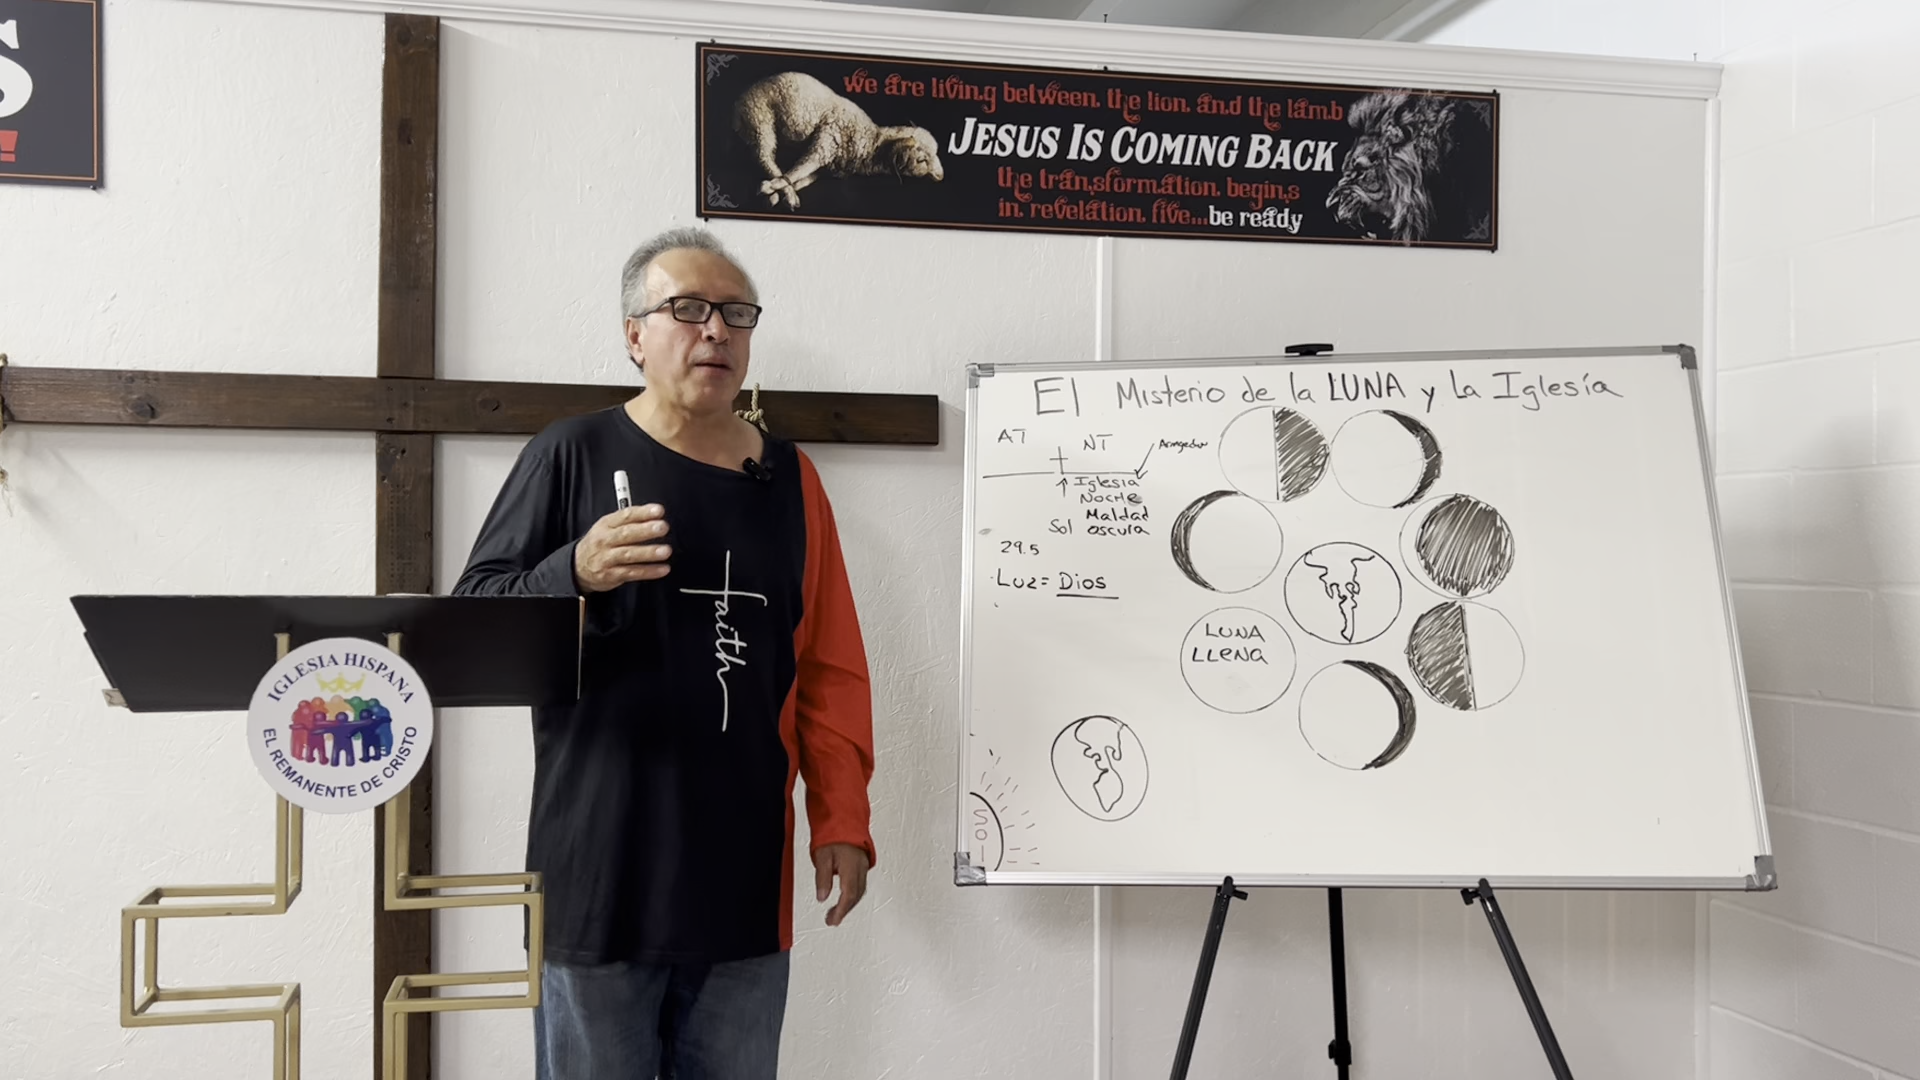 S
!
we are living between the lion and the lamb
JESUS IS COMING BACK
the transformation begins
in revelation five...be ready
El Misterio de la LUNA y La Iglesía
AT
NT
Armgedon
Iglesia
NOCHE
Maldad
Sol oscura
29.5
Luz= Dios
LUNA
LLENA
SOl
faith
IGLESIA HISPANA
EL REMANENTE DE CRISTO